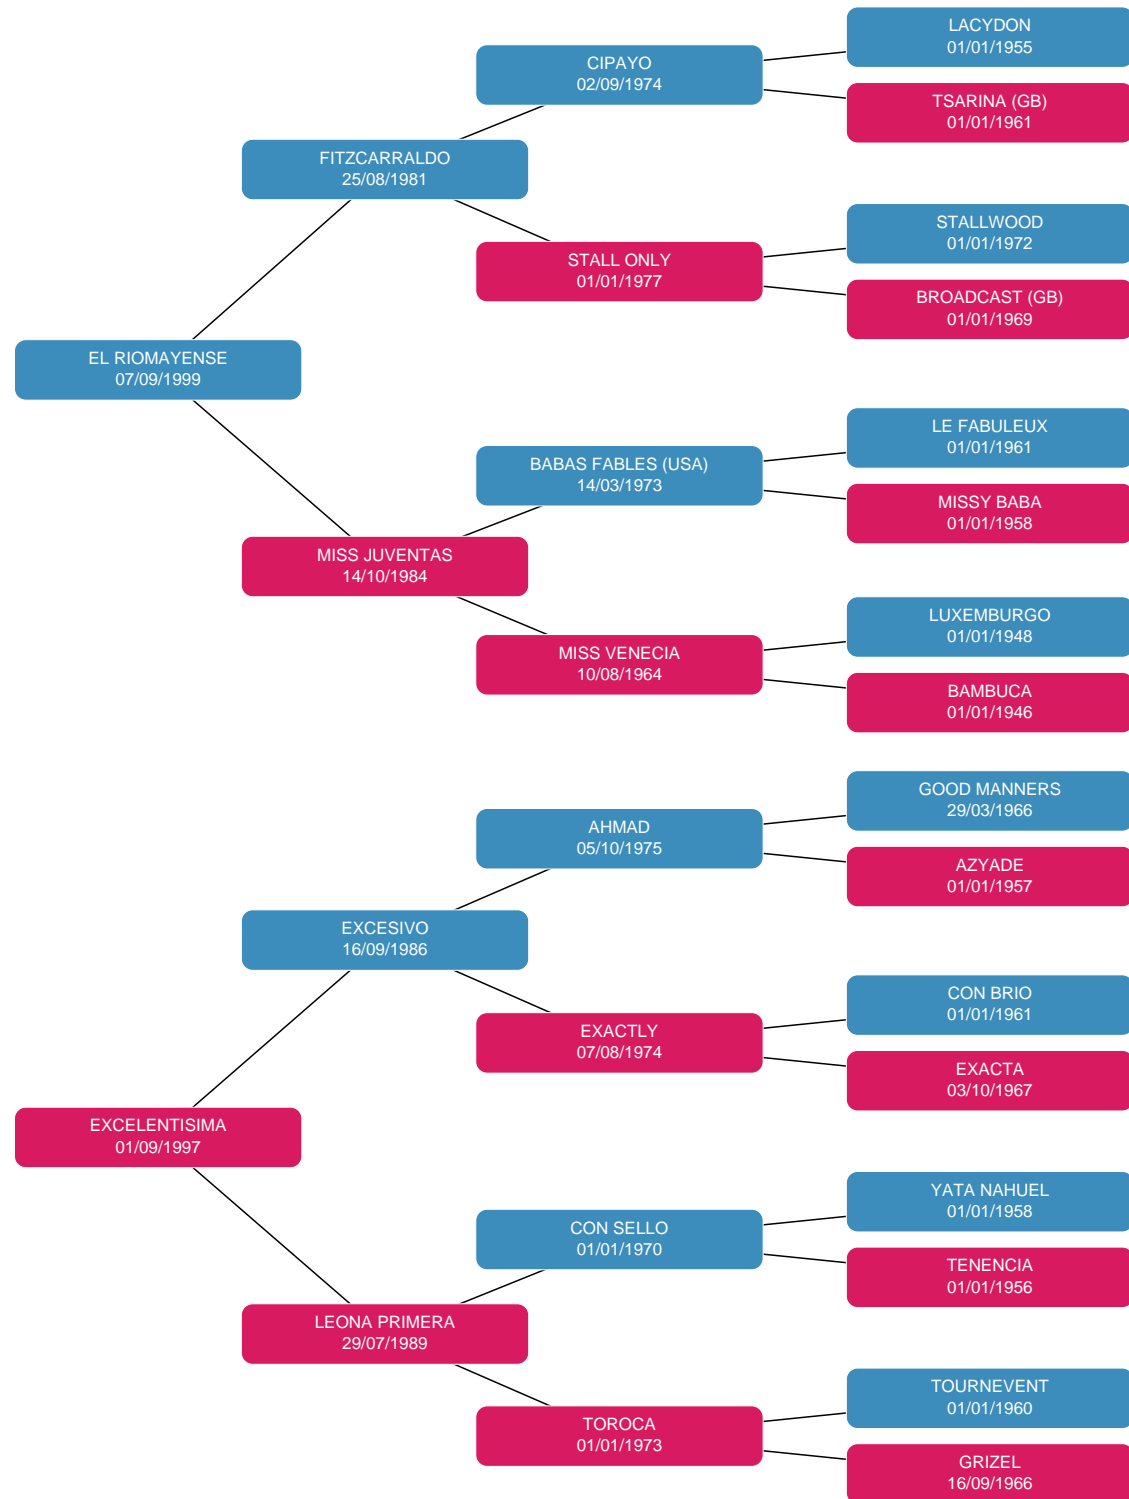 LACYDON
01/01/1955
CIPAYO
02/09/1974
TSARINA (GB)
01/01/1961
FITZCARRALDO
25/08/1981
STALLWOOD
01/01/1972
STALL ONLY
01/01/1977
BROADCAST (GB)
01/01/1969
EL RIOMAYENSE
07/09/1999
LE FABULEUX
01/01/1961
BABAS FABLES (USA)
14/03/1973
MISSY BABA
01/01/1958
MISS JUVENTAS
14/10/1984
LUXEMBURGO
01/01/1948
MISS VENECIA
10/08/1964
BAMBUCA
01/01/1946
GOOD MANNERS
29/03/1966
AHMAD
05/10/1975
AZYADE
01/01/1957
EXCESIVO
16/09/1986
CON BRIO
01/01/1961
EXACTLY
07/08/1974
EXACTA
03/10/1967
EXCELENTISIMA
01/09/1997
YATA NAHUEL
01/01/1958
CON SELLO
01/01/1970
TENENCIA
01/01/1956
LEONA PRIMERA
29/07/1989
TOURNEVENT
01/01/1960
TOROCA
01/01/1973
GRIZEL
16/09/1966